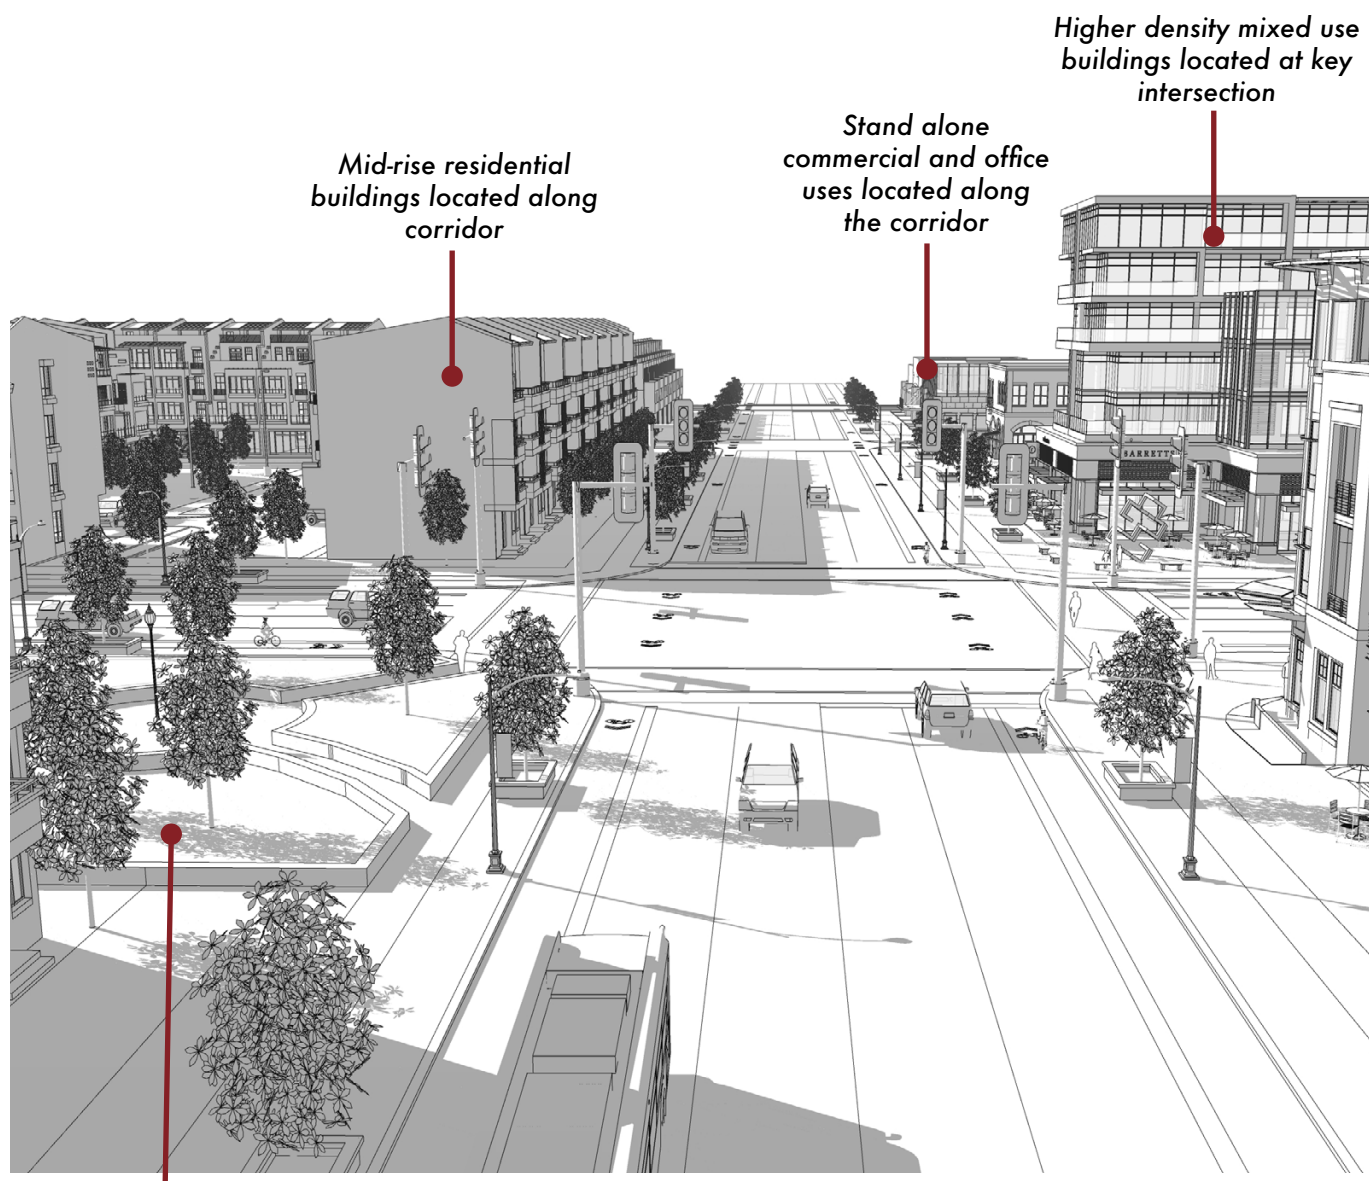 Higher density mixed use
buildings located at key
intersection
Stand alone
commercial and office
uses located along
the corridor
Mid-rise residential
buildings located along
corridor
BARRETTS